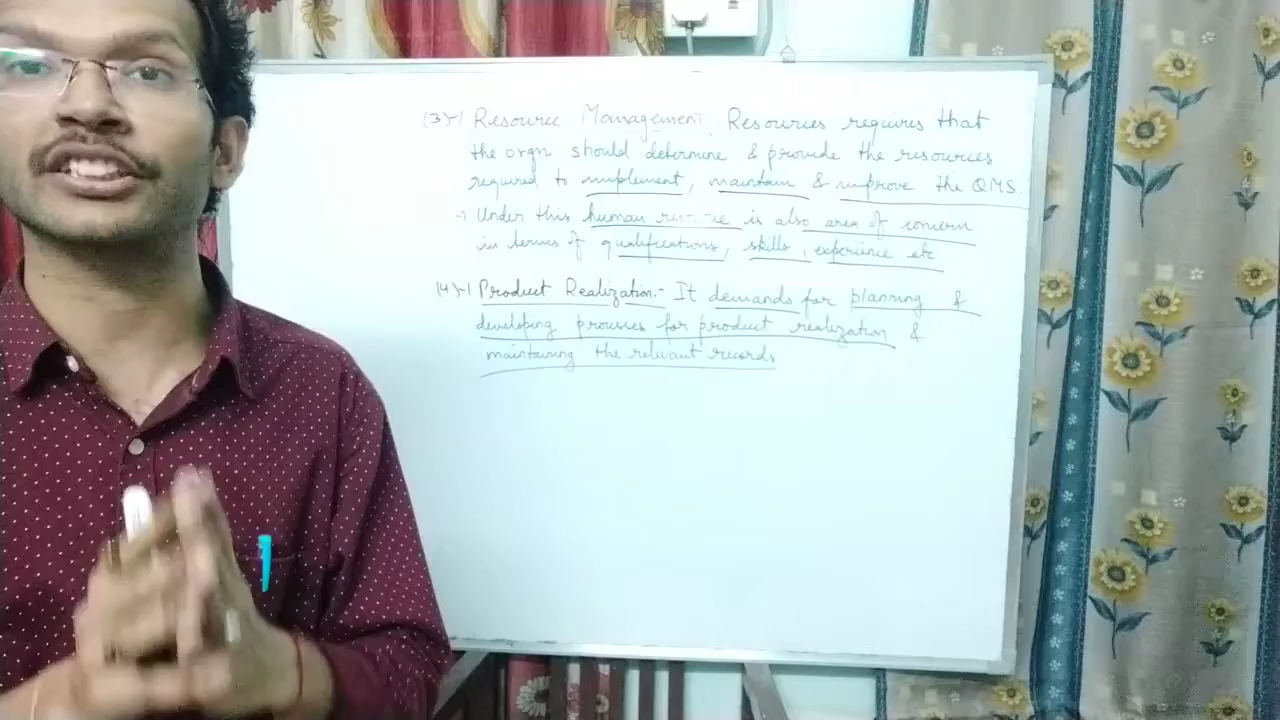 (3)-| Resource Management. Resources requires that
the orgn should determine & provide the resources
required to implement, maintain & improve the QMS.
-> Under this human resource is also area of concern
in terms of qualifications, skills, experience etc
(4)-| Product Realization:- It demands for planning &
developing processes for product realization &
maintaining the relevant records